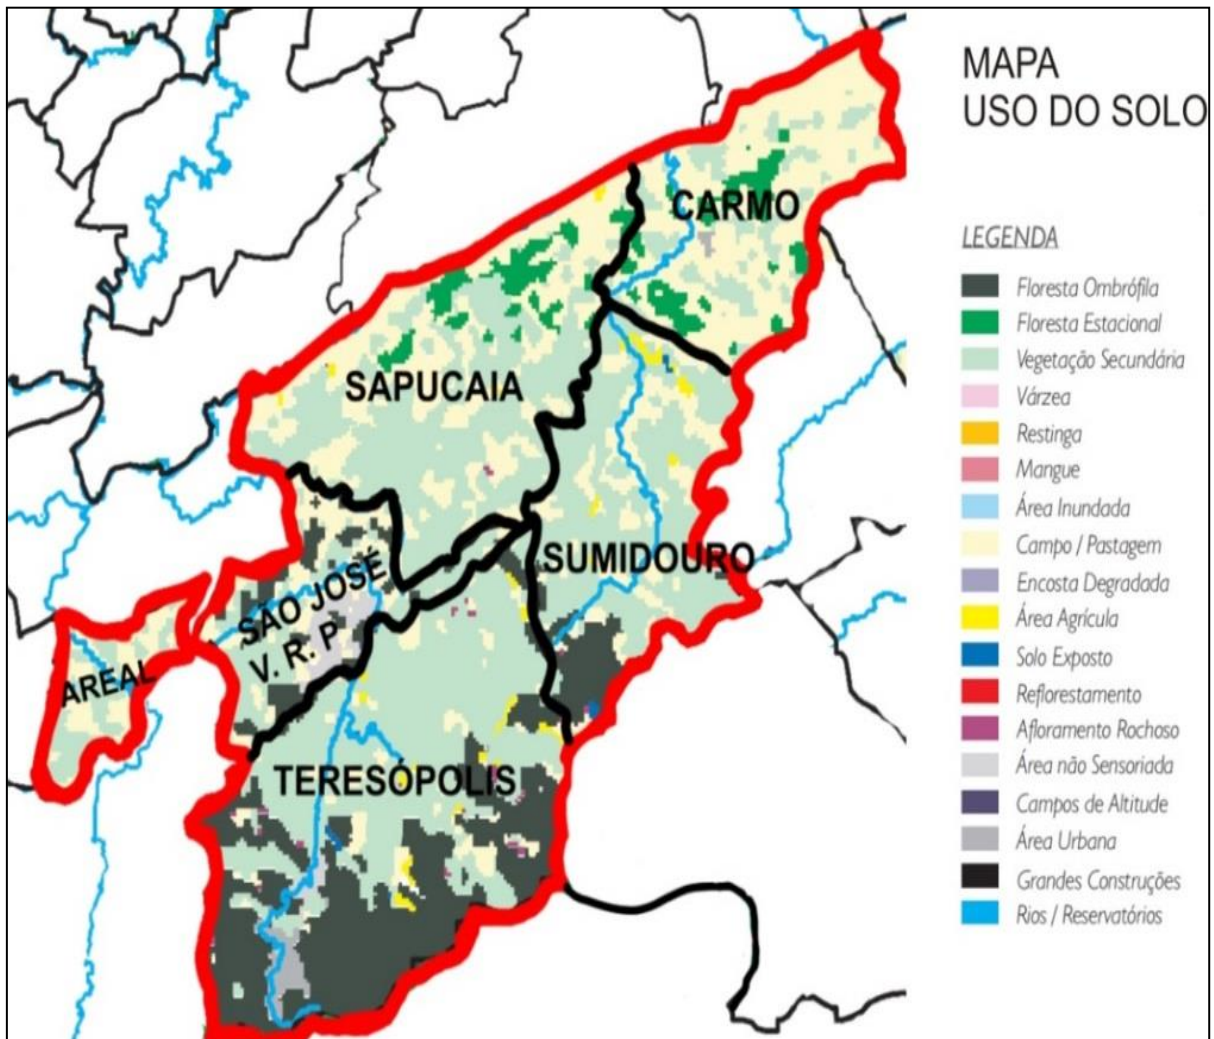 MAPA
USO DO SOLO
CARMO
SAPUCAIA
SUMIDOURO
SÃO JOSÉ
V. R. P
AREAL
TERESÓPOLIS
LEGENDA
Floresta Ombrófila
Floresta Estacional
Vegetação Secundária
Várzea
Restinga
Mangue
Área Inundada
Campo / Pastagem
Encosta Degradada
Área Agrícula
Solo Exposto
Reflorestamento
Afloramento Rochoso
Área não Sensoriada
Campos de Altitude
Área Urbana
Grandes Construções
Rios / Reservatórios